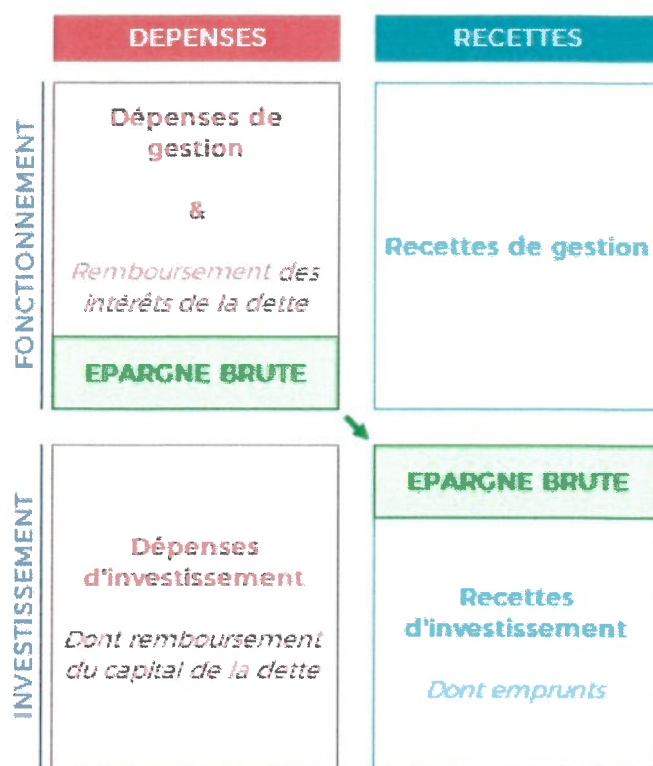 DEPENSES
RECETTES
FONCTIONNEMENT
Dépenses de
gestion
&
Remboursement des
intérêts de la dette
EPARGNE BRUTE
Recettes de gestion
INVESTISSEMENT
Dépenses
d'investissement
Dont remboursement
du capital de la dette
EPARGNE BRUTE
Recettes
d'investissement
Dont emprunts